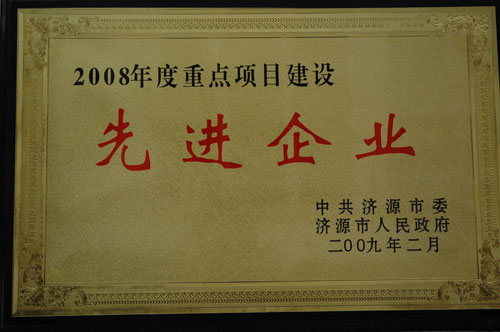 2008年度重点项目建设
先进企业
中共济源市委
济源市人民政府
二00九年二月